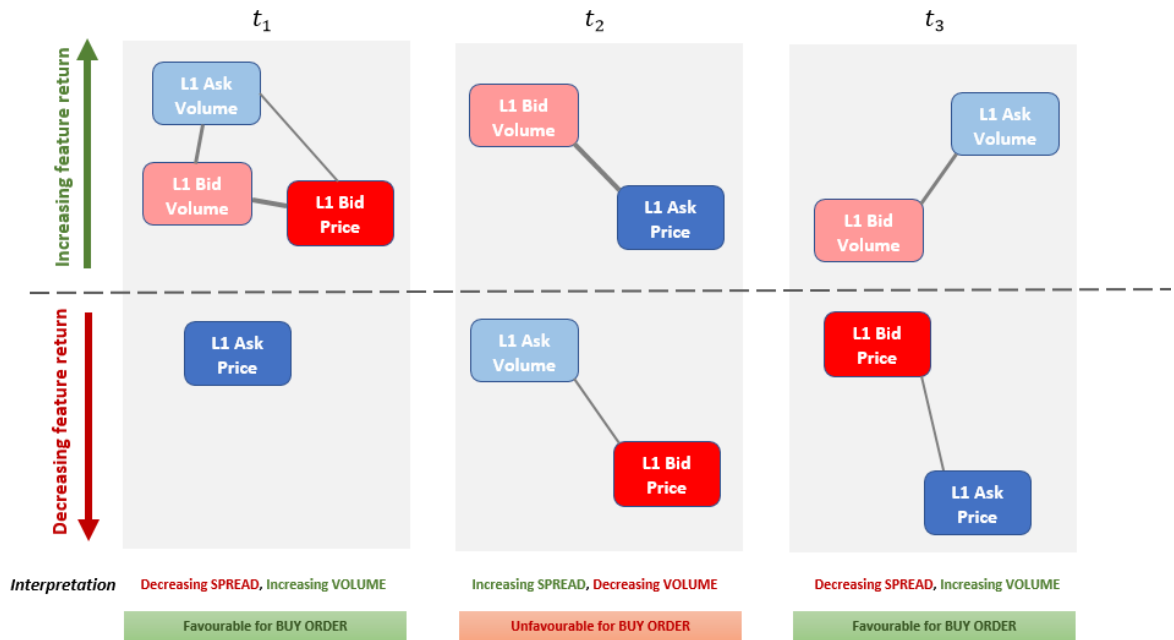 t₁
t₂
t₃
Increasing feature return
L1 Ask
Volume
L1 Bid
Volume
L1 Bid
Price
L1 Bid
Volume
L1 Ask
Price
L1 Ask
Volume
L1 Bid
Volume
Decreasing feature return
L1 Ask
Price
L1 Ask
Volume
L1 Bid
Price
L1 Bid
Price
L1 Ask
Price
Interpretation
Decreasing SPREAD, Increasing VOLUME
Increasing SPREAD, Decreasing VOLUME
Decreasing SPREAD, Increasing VOLUME
Favourable for BUY ORDER
Unfavourable for BUY ORDER
Favourable for BUY ORDER